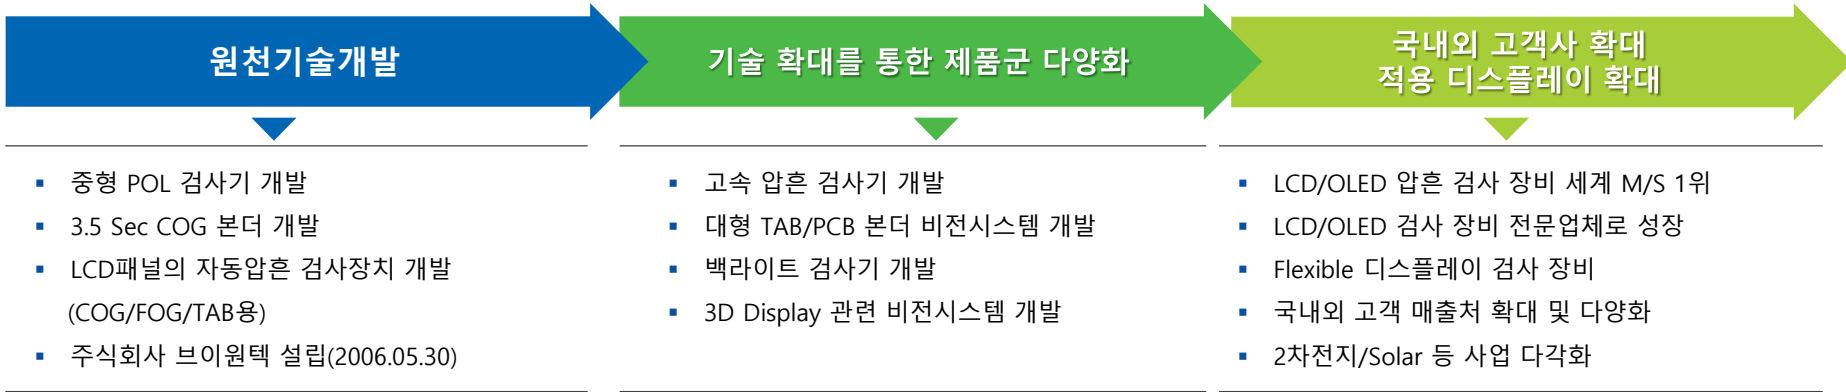 원천기술개발
기술 확대를 통한 제품군 다양화
국내외 고객사 확대
적용 디스플레이 확대
▪ 중형 POL 검사기 개발
▪ 3.5 Sec COG 본더 개발
▪ LCD패널의 자동압흔 검사장치 개발
(COG/FOG/TAB용)
▪ 주식회사 브이원텍 설립(2006.05.30)
▪ 고속 압흔 검사기 개발
▪ 대형 TAB/PCB 본더 비전시스템 개발
▪ 백라이트 검사기 개발
▪ 3D Display 관련 비전시스템 개발
▪ LCD/OLED 압흔 검사 장비 세계 M/S 1위
▪ LCD/OLED 검사 장비 전문업체로 성장
▪ Flexible 디스플레이 검사 장비
▪ 국내외 고객 매출처 확대 및 다양화
▪ 2차전지/Solar 등 사업 다각화